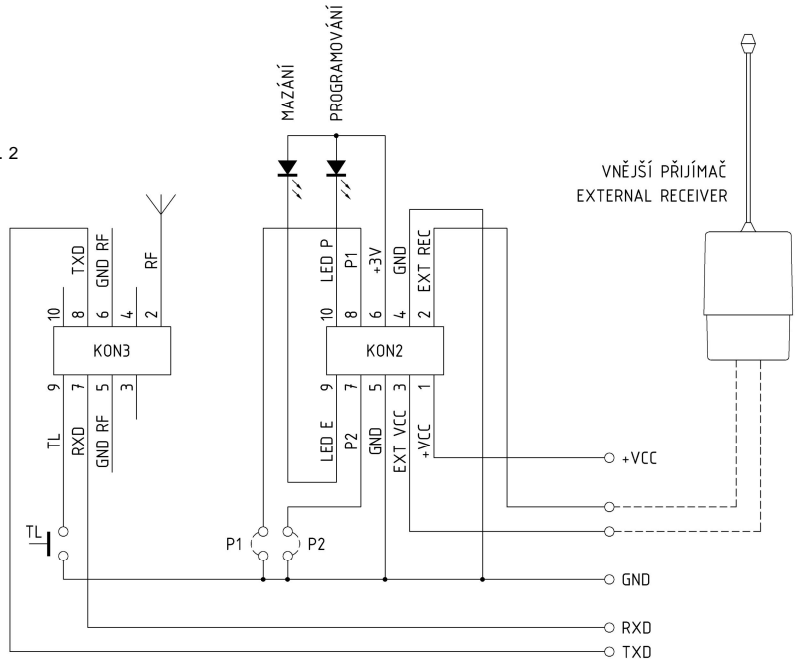 MAZÁNÍ
PROGRAMOVÁNÍ
. 2
VNĚJŠÍ PŘIJÍMAČ
EXTERNAL RECEIVER
TXD
GND RF
RF
LED P
P1
+3V
GND
EXT REC
10
8
6
4
2
10
8
6
4
2
KON3
KON2
9
7
5
3
9
7
5
3
1
TL
RXD
GND RF
LED E
P2
GND
EXT VCC
+VCC
+VCC
TL
P1
P2
GND
RXD
TXD